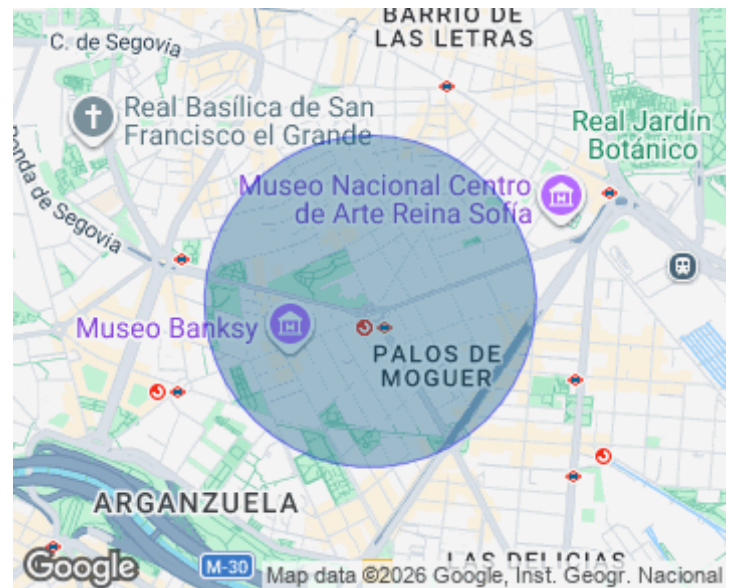 BARRIO DE
LAS LETRAS
C. de Segovia
Real Basílica de San
Francisco el Grande
Real Jardín
Botánico
Ronda de Segovia
Museo Nacional Centro
de Arte Reina Sofía
Museo Banksy
PALOS DE
MOGUER
ARGANZUELA
LAS DELICIAS
Google
M-30
Map data ©2026 Google, Inst. Geogr. Nacional